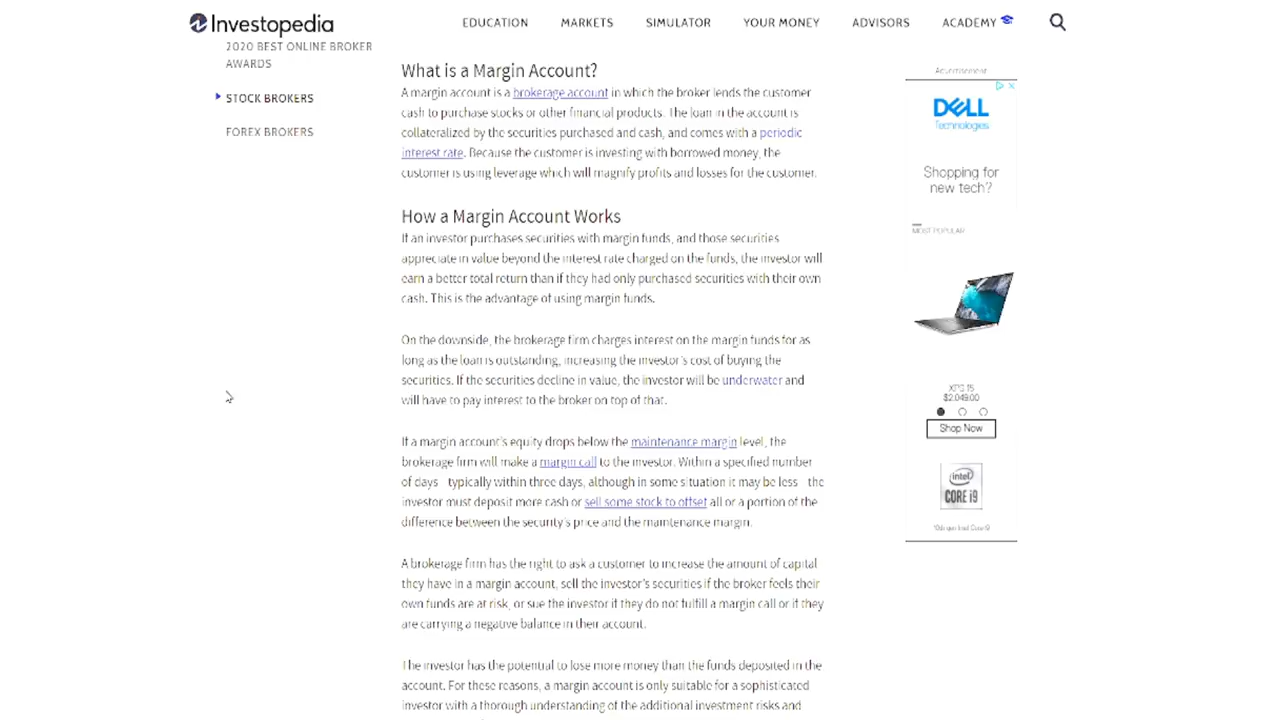 Investopedia
EDUCATION MARKETS SIMULATOR YOUR MONEY ADVISORS ACADEMY
2020 BEST ONLINE BROKER
AWARDS
STOCK BROKERS
FOREX BROKERS
What is a Margin Account?
A margin account is a brokerage account in which the broker lends the customer
cash to purchase stocks or other financial products. The loan in the account is
collateralized by the securities purchased and cash, and comes with a periodic
interest rate. Because the customer is investing with borrowed money, the
customer is using leverage which will magnify profits and losses for the customer.
How a Margin Account Works
If an investor purchases securities with margin funds, and those securities
appreciate in value beyond the interest rate charged on the funds, the investor will
earn a better total return than if they had only purchased securities with their own
cash. This is the advantage of using margin funds.
On the downside, the brokerage firm charges interest on the margin funds for as
long as the loan is outstanding, increasing the investor's cost of buying the
securities. If the securities decline in value, the investor will be underwater and
will have to pay interest to the broker on top of that.
If a margin account's equity drops below the maintenance margin level, the
brokerage firm will make a margin call to the investor. Within a specified number
of days typically within three days, although in some situation it may be less the
investor must deposit more cash or sell some stock to offset all or a portion of the
difference between the security's price and the maintenance margin.
A brokerage firm has the right to ask a customer to increase the amount of capital
they have in a margin account, sell the investor's securities if the broker feels their
own funds are at risk, or sue the investor if they do not fulfill a margin call or if they
are carrying a negative balance in their account.
The investor has the potential to lose more money than the funds deposited in the
account. For these reasons, a margin account is only suitable for a sophisticated
investor with a thorough understanding of the additional investment risks and
Advertisement
DELL
Technologies
Shopping for
new tech?
MOST POPULAR
XPS 15
$2,049.00
Shop Now
intel
CORE i9
10th gen Intel Core i9